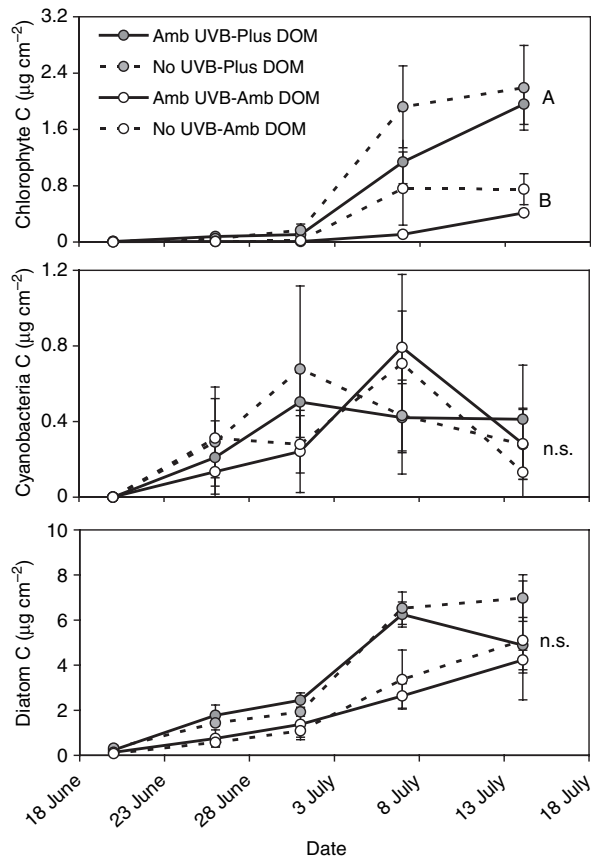 Chlorophyte C (µg cm⁻²)
3.2
2.4
1.6
0.8
0
Amb UVB-Plus DOM
No UVB-Plus DOM
Amb UVB-Amb DOM
No UVB-Amb DOM
A
B
Cyanobacteria C (µg cm⁻²)
1.2
0.8
0.4
0
n.s.
Diatom C (µg cm⁻²)
10
8
6
4
2
0
n.s.
18 June
23 June
28 June
3 July
8 July
13 July
18 July
Date